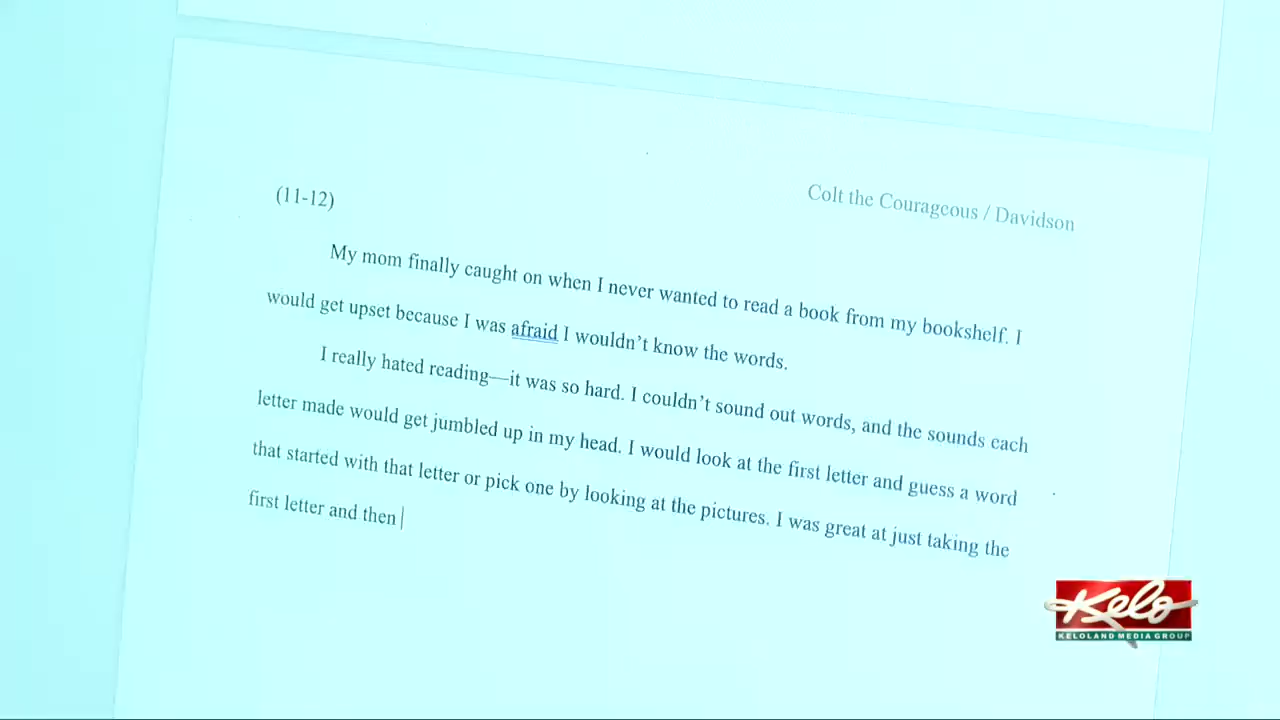 (11-12)
Colt the Courageous / Davidson
My mom finally caught on when I never wanted to read a book from my bookshelf. I
would get upset because I was afraid I wouldn’t know the words.
I really hated reading—it was so hard. I couldn’t sound out words, and the sounds each
letter made would get jumbled up in my head. I would look at the first letter and guess a word
that started with that letter or pick one by looking at the pictures. I was great at just taking the
first letter and then
Kelo
KELOLAND MEDIA GROUP